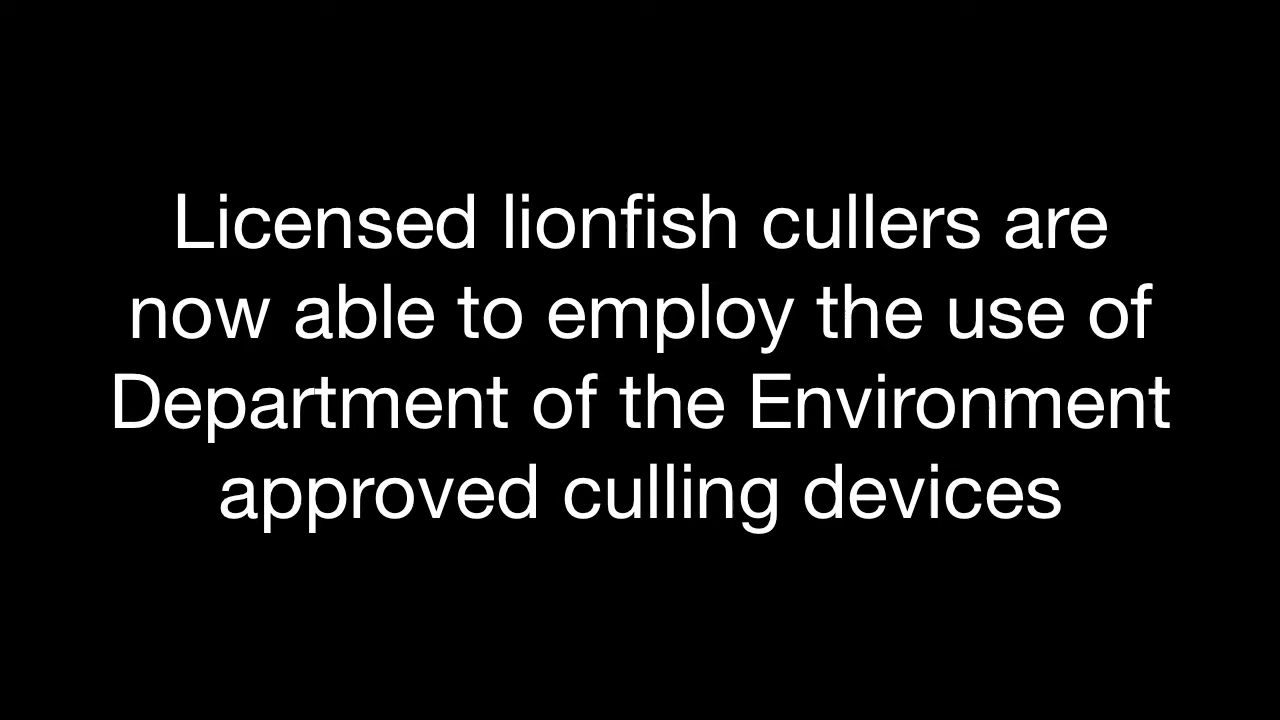 Licensed lionfish cullers are
now able to employ the use of
Department of the Environment
approved culling devices